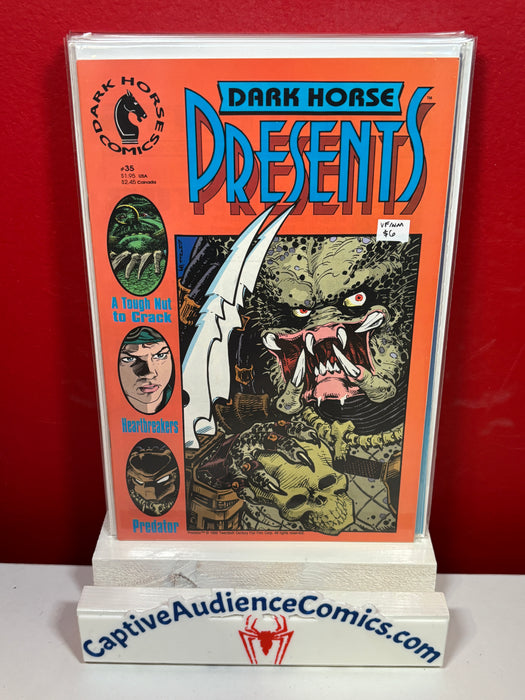 DARK HORSE COMICS
DARK HORSE
PRESENTS
™
#35
$1.95 USA
$2.45 Canada
VF/NM
$6
A Tough Nut
to Crack
Heartbreakers
Predator
CaptiveAudienceComics.com